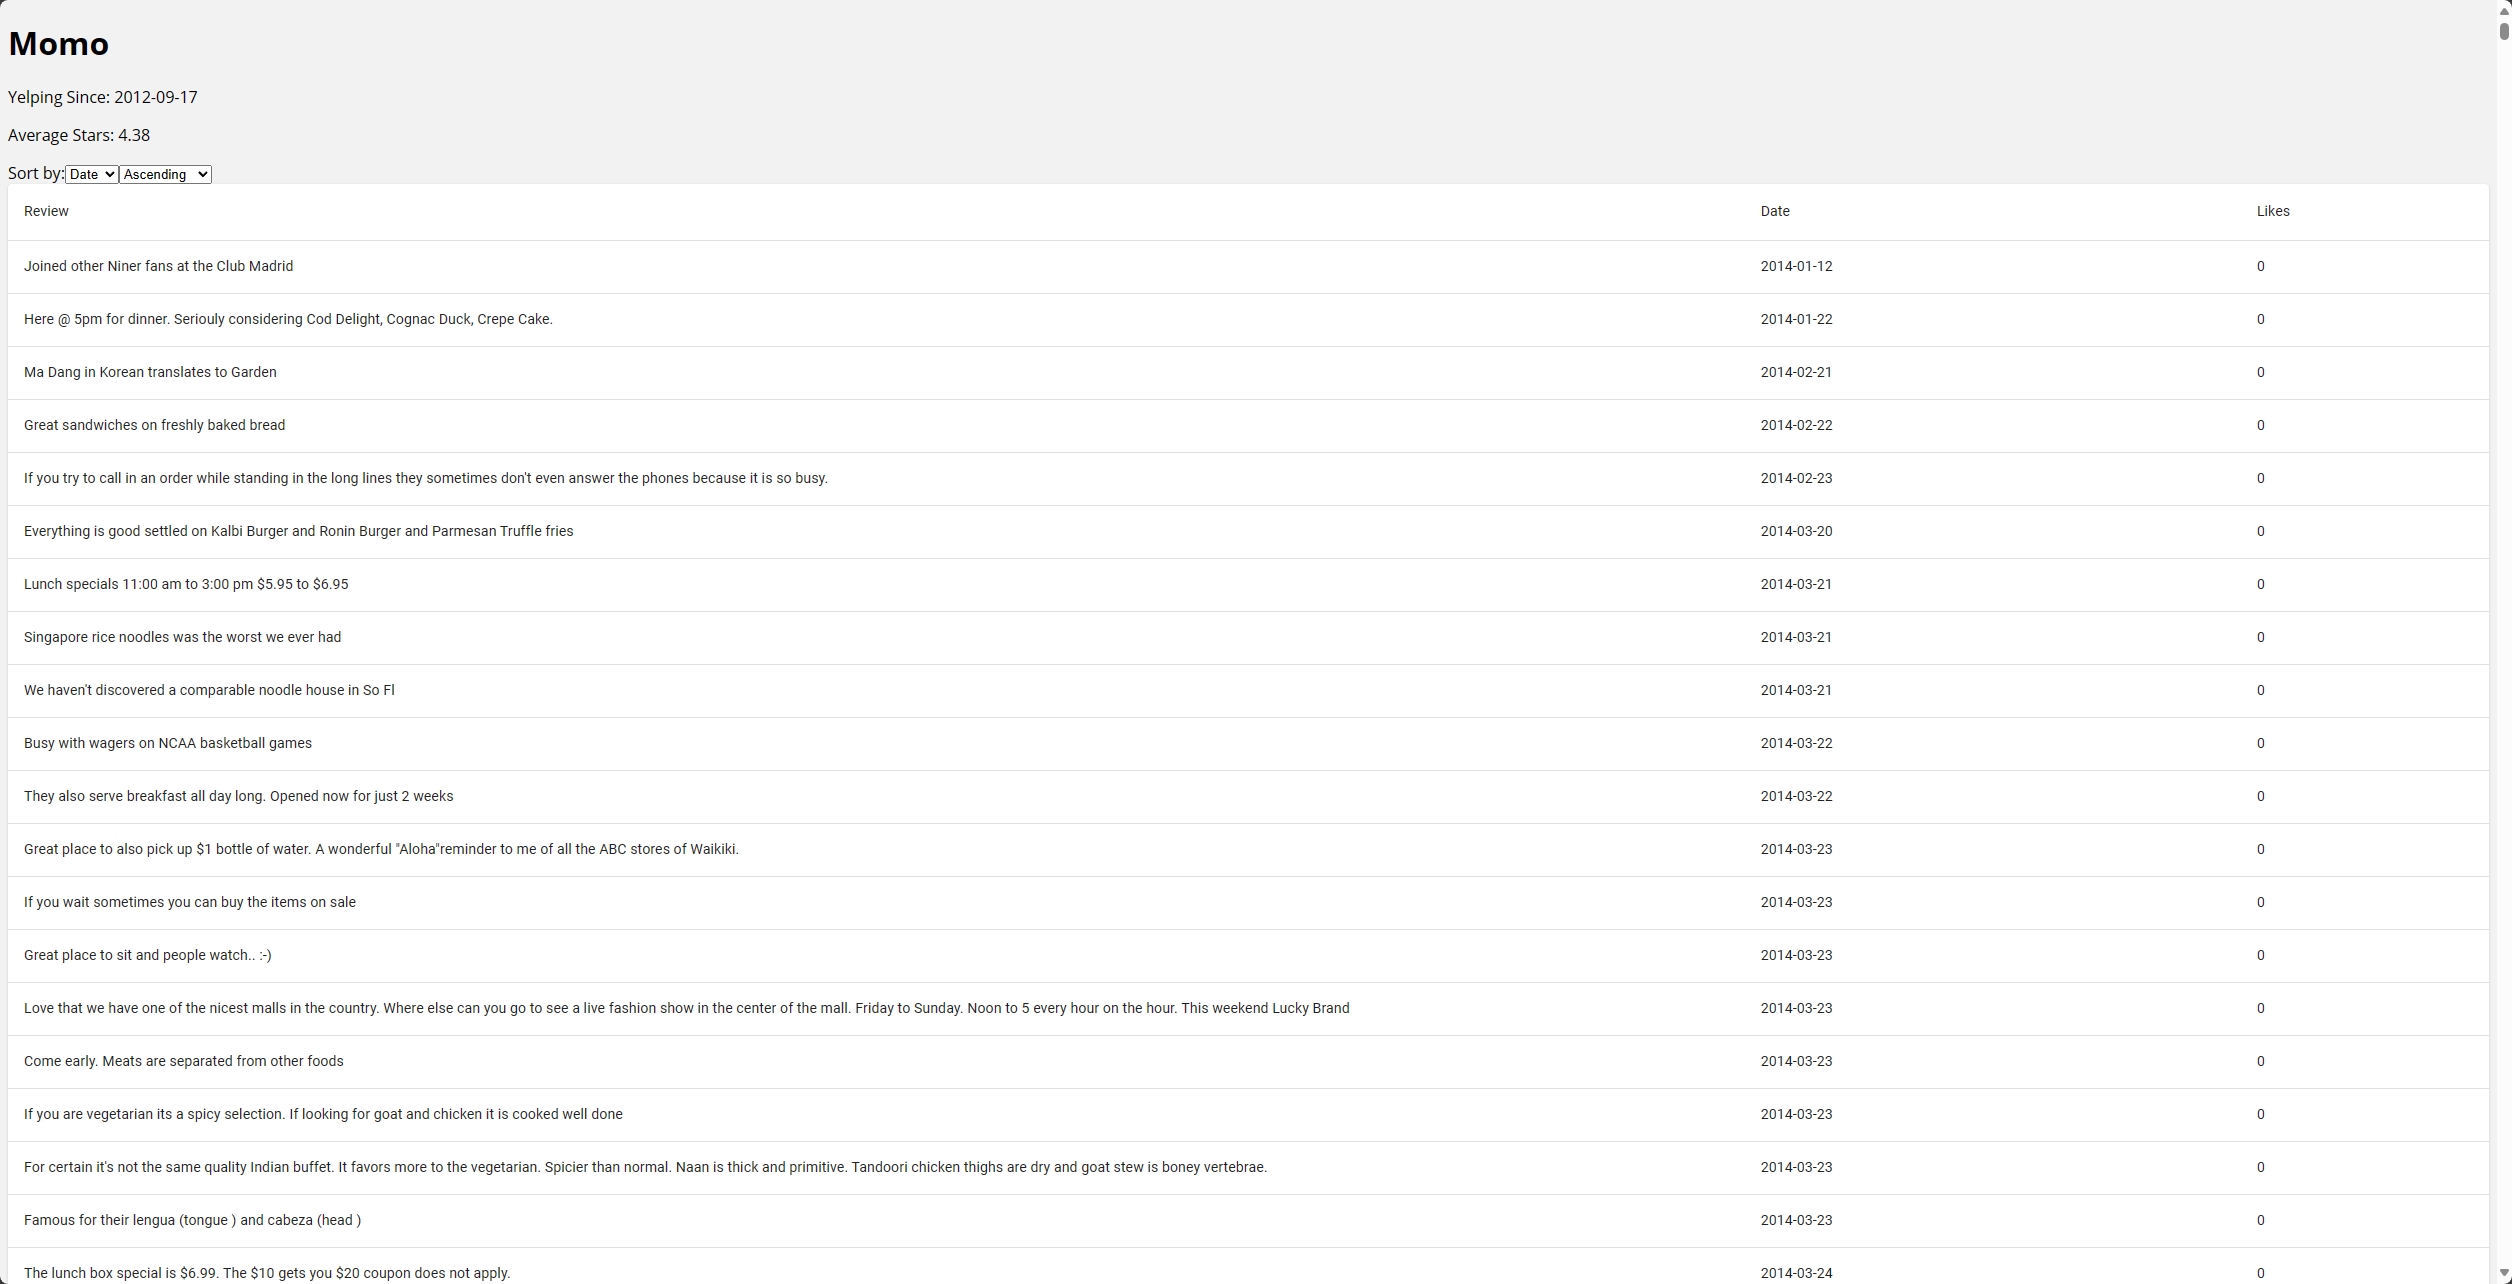 Momo
Yelping Since: 2012-09-17
Average Stars: 4.38
Sort by: Date Ascending
Review Date Likes
Joined other Niner fans at the Club Madrid 2014-01-12 0
Here @ 5pm for dinner. Seriouly considering Cod Delight, Cognac Duck, Crepe Cake. 2014-01-22 0
Ma Dang in Korean translates to Garden 2014-02-21 0
Great sandwiches on freshly baked bread 2014-02-22 0
If you try to call in an order while standing in the long lines they sometimes don't even answer the phones because it is so busy. 2014-02-23 0
Everything is good settled on Kalbi Burger and Ronin Burger and Parmesan Truffle fries 2014-03-20 0
Lunch specials 11:00 am to 3:00 pm $5.95 to $6.95 2014-03-21 0
Singapore rice noodles was the worst we ever had 2014-03-21 0
We haven't discovered a comparable noodle house in So Fl 2014-03-21 0
Busy with wagers on NCAA basketball games 2014-03-22 0
They also serve breakfast all day long. Opened now for just 2 weeks 2014-03-22 0
Great place to also pick up $1 bottle of water. A wonderful "Aloha"reminder to me of all the ABC stores of Waikiki. 2014-03-23 0
If you wait sometimes you can buy the items on sale 2014-03-23 0
Great place to sit and people watch.. :-) 2014-03-23 0
Love that we have one of the nicest malls in the country. Where else can you go to see a live fashion show in the center of the mall. Friday to Sunday. Noon to 5 every hour on the hour. This weekend Lucky Brand 2014-03-23 0
Come early. Meats are separated from other foods 2014-03-23 0
If you are vegetarian its a spicy selection. If looking for goat and chicken it is cooked well done 2014-03-23 0
For certain it's not the same quality Indian buffet. It favors more to the vegetarian. Spicier than normal. Naan is thick and primitive. Tandoori chicken thighs are dry and goat stew is boney vertebrae. 2014-03-23 0
Famous for their lengua (tongue ) and cabeza (head ) 2014-03-23 0
The lunch box special is $6.99. The $10 gets you $20 coupon does not apply. 2014-03-24 0